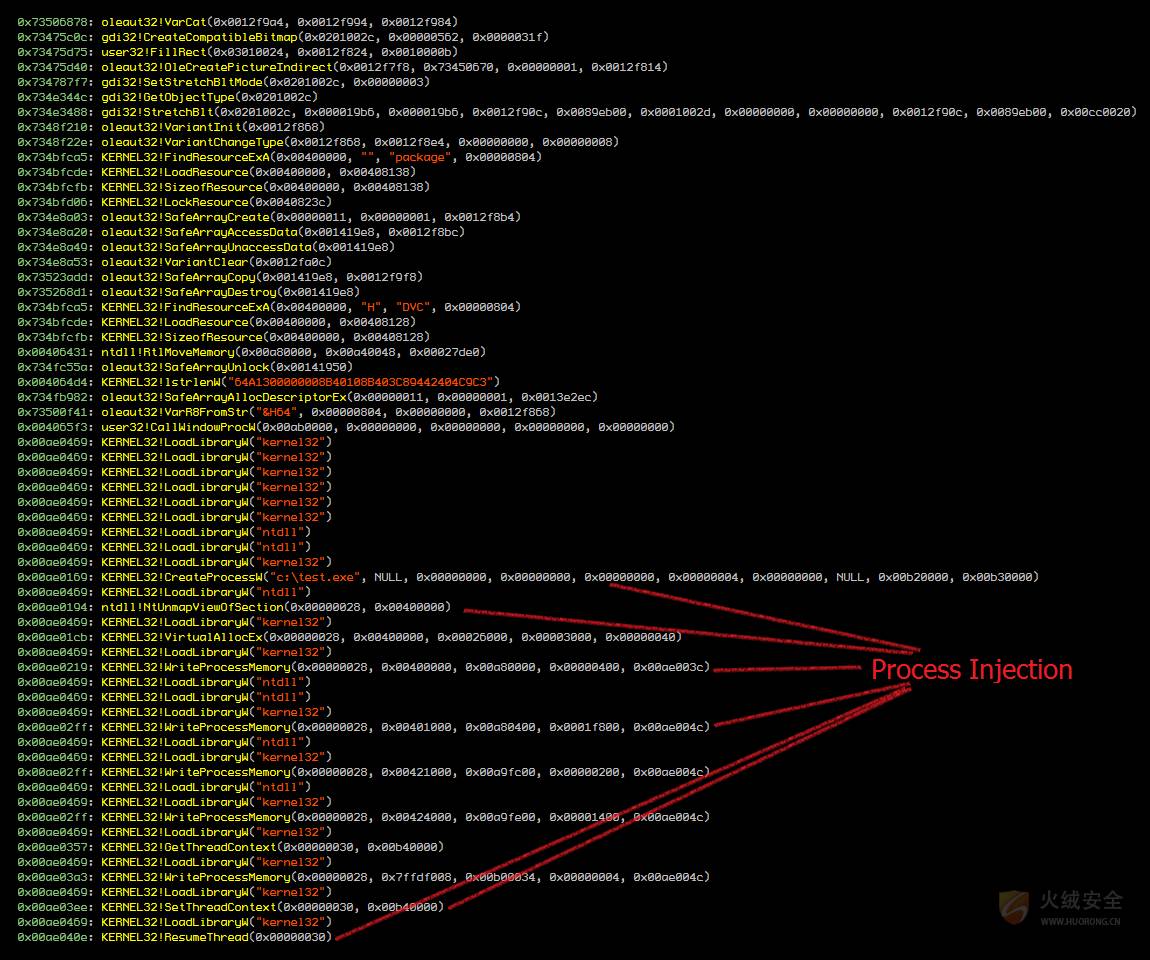 0x73506878: oleaut32!VarCat(0x0012f9a4, 0x0012f994, 0x0012f984)
0x73475c0c: gdi32!CreateCompatibleBitmap(0x0201002c, 0x00000562, 0x0000031f)
0x73475d75: user32!FillRect(0x03010024, 0x0012f824, 0x0010000b)
0x73475d40: oleaut32!OleCreatePictureIndirect(0x0012f7f8, 0x73450670, 0x00000001, 0x0012f814)
0x734787f7: gdi32!SetStretchBltMode(0x0201002c, 0x00000003)
0x734e344c: gdi32!GetObjectType(0x0201002c)
0x734e3488: gdi32!StretchBlt(0x0201002c, 0x000019b6, 0x000019b6, 0x0012f90c, 0x0089eb00, 0x0001002d, 0x00000000, 0x00000000, 0x0012f90c, 0x0089eb00, 0x00cc0020)
0x7348f210: oleaut32!VariantInit(0x0012f868)
0x7348f22e: oleaut32!VariantChangeType(0x0012f868, 0x0012f8e4, 0x00000000, 0x00000008)
0x734bfca5: KERNEL32!FindResourceExA(0x00400000, "", "package", 0x00000804)
0x734bfcde: KERNEL32!LoadResource(0x00400000, 0x00408138)
0x734bfcfb: KERNEL32!SizeofResource(0x00400000, 0x00408138)
0x734bfd06: KERNEL32!LockResource(0x0040823c)
0x734e8a03: oleaut32!SafeArrayCreate(0x00000011, 0x00000001, 0x0012f8b4)
0x734e8a20: oleaut32!SafeArrayAccessData(0x001419e8, 0x0012f8bc)
0x734e8a49: oleaut32!SafeArrayUnaccessData(0x001419e8)
0x734e8a53: oleaut32!VariantClear(0x0012fa0c)
0x73523add: oleaut32!SafeArrayCopy(0x001419e8, 0x0012f9f8)
0x735268d1: oleaut32!SafeArrayDestroy(0x001419e8)
0x734bfca5: KERNEL32!FindResourceExA(0x00400000, "H", "DVC", 0x00000804)
0x734bfcde: KERNEL32!LoadResource(0x00400000, 0x00408128)
0x734bfcfb: KERNEL32!SizeofResource(0x00400000, 0x00408128)
0x00406431: ntdll!RtlMoveMemory(0x00a80000, 0x00a40048, 0x00027de0)
0x734fc55a: oleaut32!SafeArrayUnlock(0x00141950)
0x004064d4: KERNEL32!lstrlenW("64A1300000008B40108B403C89442404C9C3")
0x734fb982: oleaut32!SafeArrayAllocDescriptorEx(0x00000011, 0x00000001, 0x0013e2ec)
0x73500f41: oleaut32!VarR8FromStr("&H64", 0x00000804, 0x00000000, 0x0012f868)
0x004065f3: user32!CallWindowProcW(0x00ab0000, 0x00000000, 0x00000000, 0x00000000, 0x00000000)
0x00ae0469: KERNEL32!LoadLibraryW("kernel32")
0x00ae0469: KERNEL32!LoadLibraryW("kernel32")
0x00ae0469: KERNEL32!LoadLibraryW("kernel32")
0x00ae0469: KERNEL32!LoadLibraryW("kernel32")
0x00ae0469: KERNEL32!LoadLibraryW("kernel32")
0x00ae0469: KERNEL32!LoadLibraryW("kernel32")
0x00ae0469: KERNEL32!LoadLibraryW("ntdll")
0x00ae0469: KERNEL32!LoadLibraryW("ntdll")
0x00ae0469: KERNEL32!LoadLibraryW("kernel32")
0x00ae0169: KERNEL32!CreateProcessW("c:\test.exe", NULL, 0x00000000, 0x00000000, 0x00000000, 0x00000004, 0x00000000, NULL, 0x00b20000, 0x00b30000)
0x00ae0469: KERNEL32!LoadLibraryW("ntdll")
0x00ae0194: ntdll!NtUnmapViewOfSection(0x00000028, 0x00400000)
0x00ae0469: KERNEL32!LoadLibraryW("kernel32")
0x00ae01cb: KERNEL32!VirtualAllocEx(0x00000028, 0x00400000, 0x00026000, 0x00003000, 0x00000040)
0x00ae0469: KERNEL32!LoadLibraryW("kernel32")
0x00ae0219: KERNEL32!WriteProcessMemory(0x00000028, 0x00400000, 0x00a80000, 0x00000400, 0x00ae003c)
Process Injection
0x00ae0469: KERNEL32!LoadLibraryW("ntdll")
0x00ae0469: KERNEL32!LoadLibraryW("ntdll")
0x00ae0469: KERNEL32!LoadLibraryW("kernel32")
0x00ae02ff: KERNEL32!WriteProcessMemory(0x00000028, 0x00401000, 0x00a80400, 0x0001f800, 0x00ae004c)
0x00ae0469: KERNEL32!LoadLibraryW("ntdll")
0x00ae0469: KERNEL32!LoadLibraryW("kernel32")
0x00ae02ff: KERNEL32!WriteProcessMemory(0x00000028, 0x00421000, 0x00a9fc00, 0x00000200, 0x00ae004c)
0x00ae0469: KERNEL32!LoadLibraryW("ntdll")
0x00ae0469: KERNEL32!LoadLibraryW("kernel32")
0x00ae02ff: KERNEL32!WriteProcessMemory(0x00000028, 0x00424000, 0x00a9fe00, 0x00001400, 0x00ae004c)
0x00ae0469: KERNEL32!LoadLibraryW("kernel32")
0x00ae0357: KERNEL32!GetThreadContext(0x00000030, 0x00b40000)
0x00ae0469: KERNEL32!LoadLibraryW("kernel32")
0x00ae03a3: KERNEL32!WriteProcessMemory(0x00000028, 0x7ffdf008, 0x00b00034, 0x00000004, 0x00ae004c)
0x00ae0469: KERNEL32!LoadLibraryW("kernel32")
0x00ae03ee: KERNEL32!SetThreadContext(0x00000030, 0x00b40000)
0x00ae0469: KERNEL32!LoadLibraryW("kernel32")
0x00ae040e: KERNEL32!ResumeThread(0x00000030)
火绒安全
WWW.HUORONG.CN